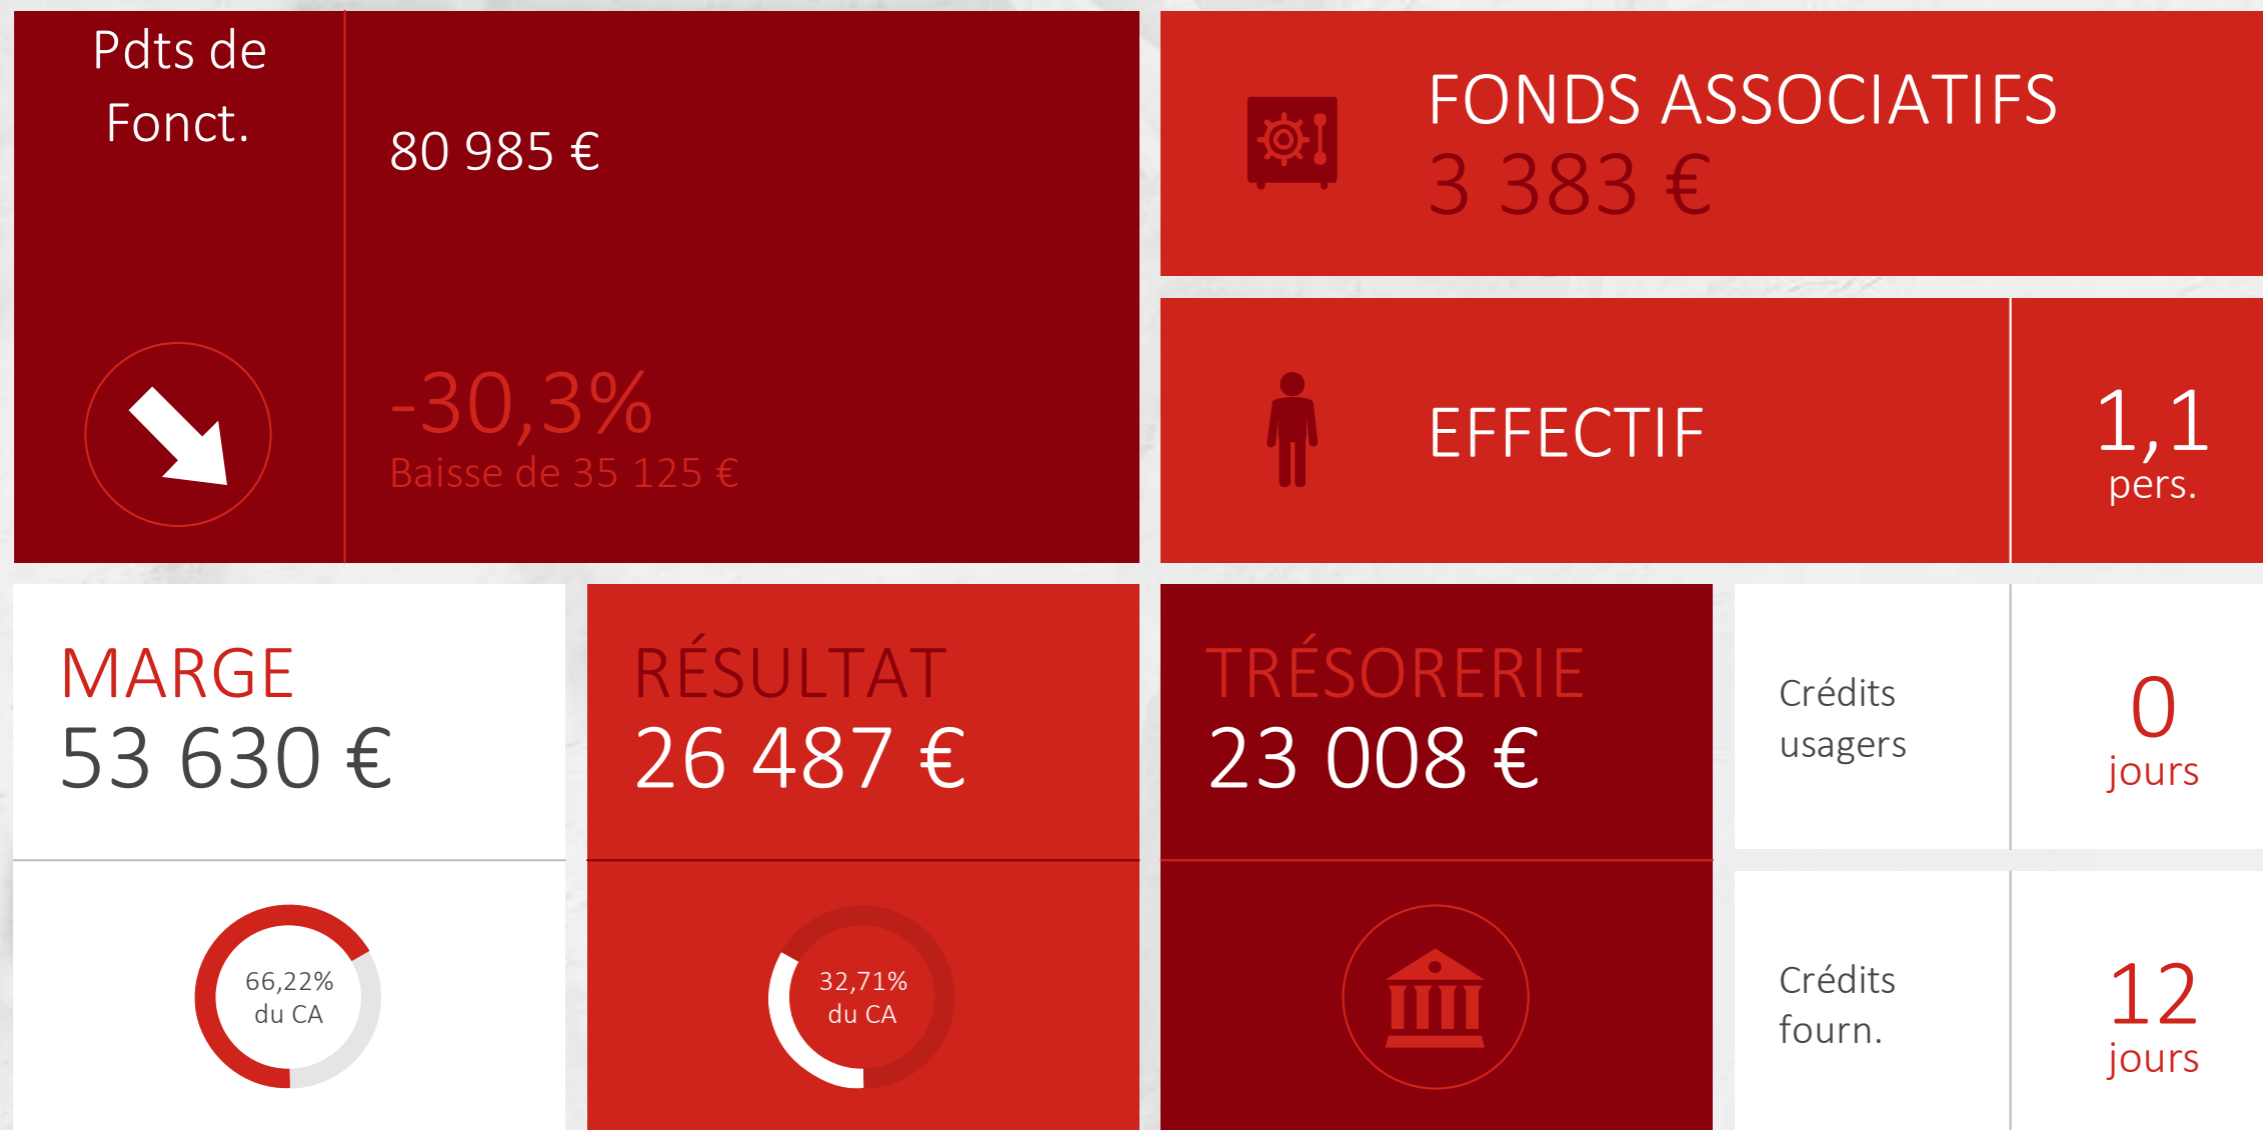 Pdts de
Fonct.
80 985 €
-30,3%
Baisse de 35 125 €
FONDS ASSOCIATIFS
3 383 €
EFFECTIF
1,1
pers.
MARGE
53 630 €
66,22%
du CA
RÉSULTAT
26 487 €
32,71%
du CA
TRÉSORERIE
23 008 €
Crédits
usagers
0
jours
Crédits
fourn.
12
jours